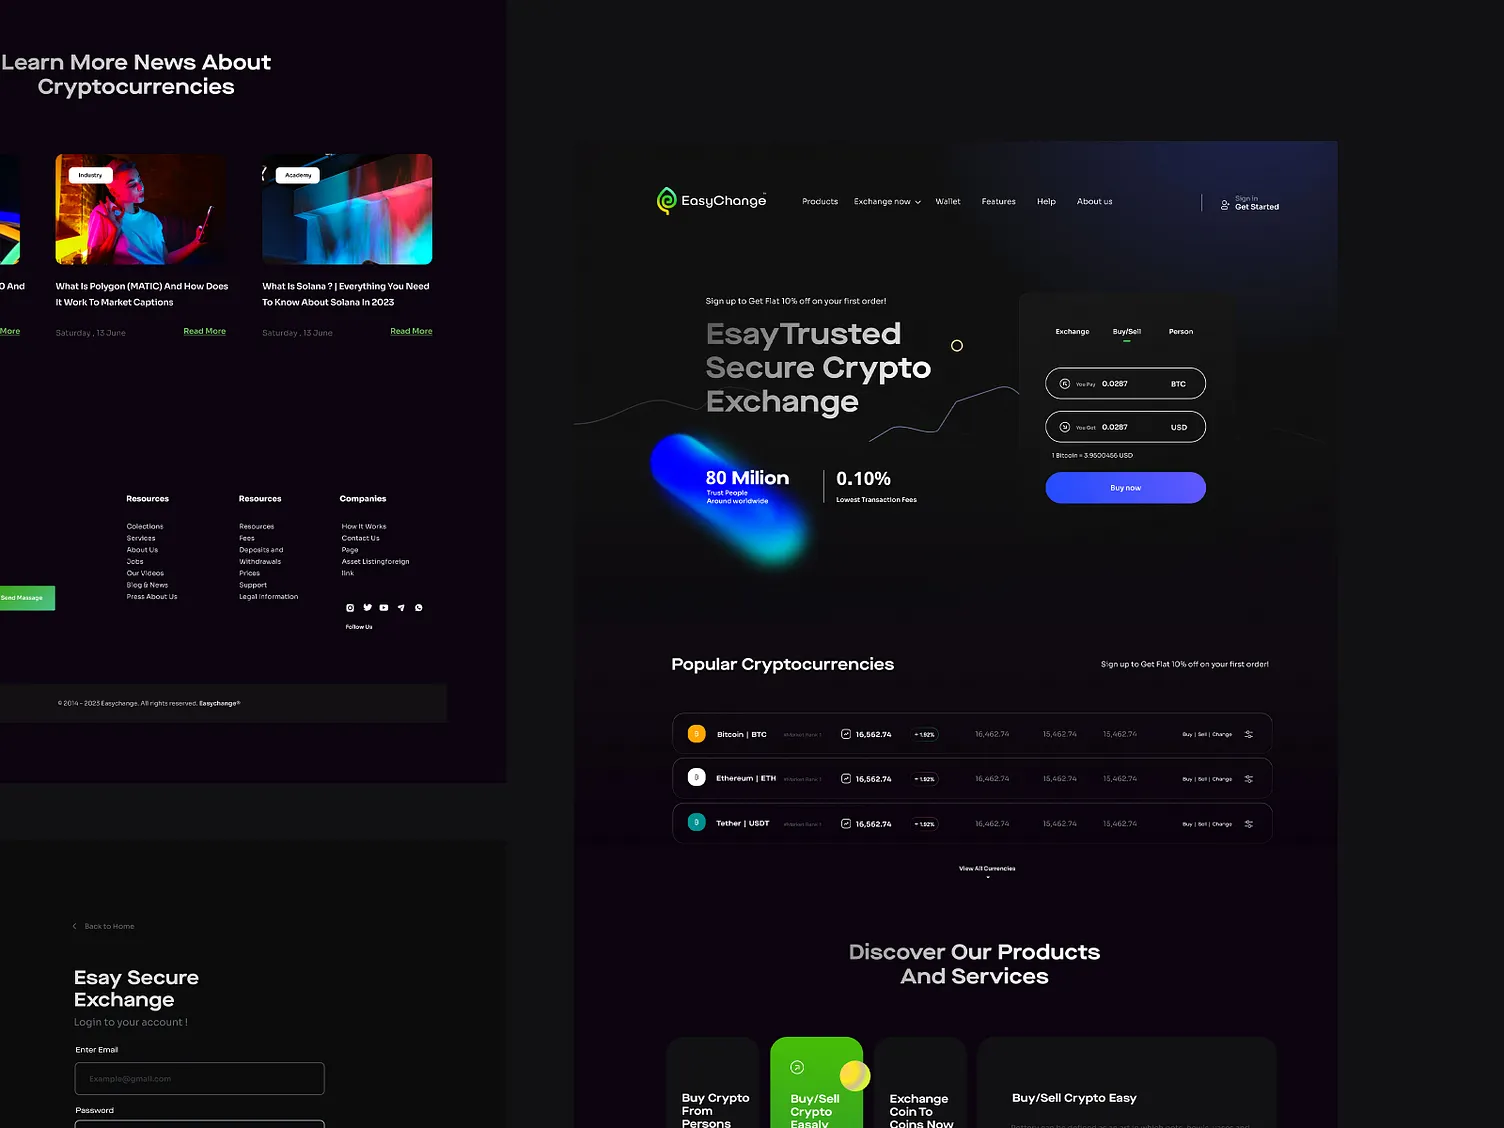 Learn More News About
Cryptocurrencies
Industry
Academy
O And
What Is Polygon (MATIC) And How Does
It Work To Market Captions
What Is Solana ? | Everything You Need
To Know About Solana In 2023
More
Saturday , 13 June
Read More
Saturday , 13 June
Read More
Resources
Resources
Companies
Colections
Services
About Us
Jobs
Our Videos
Blog & News
Press About Us
Resources
Fees
Deposits and
Withdrawals
Prices
Support
Legal Information
How It Works
Contact Us
Page
Asset Listingforeign
link
Follow Us
Send Massage
© 2014 - 2023 Easychange. All rights reserved. Easychange®
Back to Home
Esay Secure
Exchange
Login to your account !
Enter Email
Example@gmail.com
Password
EasyChange™
Products
Exchange now
Wallet
Features
Help
About us
Sign In
Get Started
Sign up to Get Flat 10% off on your first order!
EsayTrusted
Secure Crypto
Exchange
80 Milion
Trust People
Around worldwide
0.10%
Lowest Transaction Fees
Exchange
Buy/Sell
Person
You Pay 0.0287 BTC
You Get 0.0287 USD
1 Bitcoin = 3.9600466 USD
Buy now
Popular Cryptocurrencies
Sign up to Get Flat 10% off on your first order!
Bitcoin | BTC 16,562.74 + 1.92% 16,462.74 15,462.74 15,462.74 Buy | Sell | Change
Ethereum | ETH 16,562.74 + 1.92% 16,462.74 15,462.74 15,462.74 Buy | Sell | Change
Tether | USDT 16,562.74 + 1.92% 16,462.74 15,462.74 15,462.74 Buy | Sell | Change
View All Currencies
Discover Our Products
And Services
Buy Crypto
From
Persons
Buy/Sell
Crypto
Easaly
Exchange
Coin To
Coins Now
Buy/Sell Crypto Easy